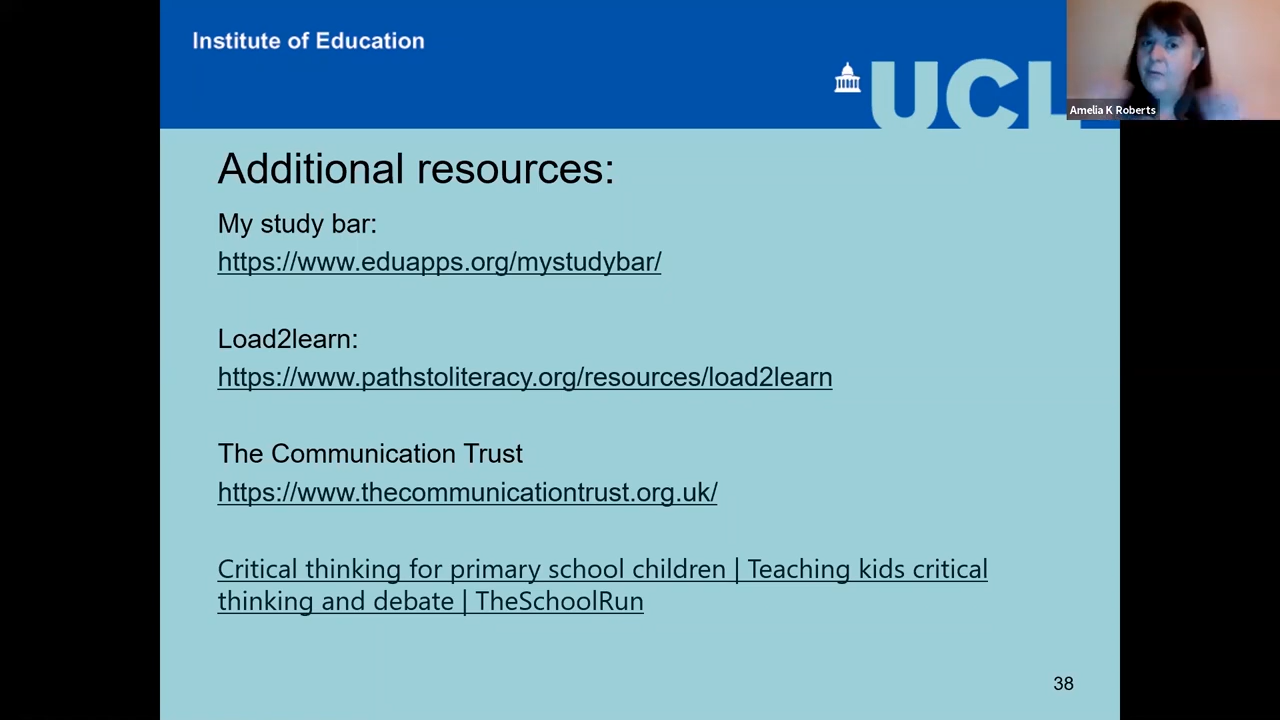 Institute of Education
UCL
Amelia K Roberts
Additional resources:
My study bar:
https://www.eduapps.org/mystudybar/
Load2learn:
https://www.pathstoliteracy.org/resources/load2learn
The Communication Trust
https://www.thecommunicationtrust.org.uk/
Critical thinking for primary school children | Teaching kids critical
thinking and debate | TheSchoolRun
38